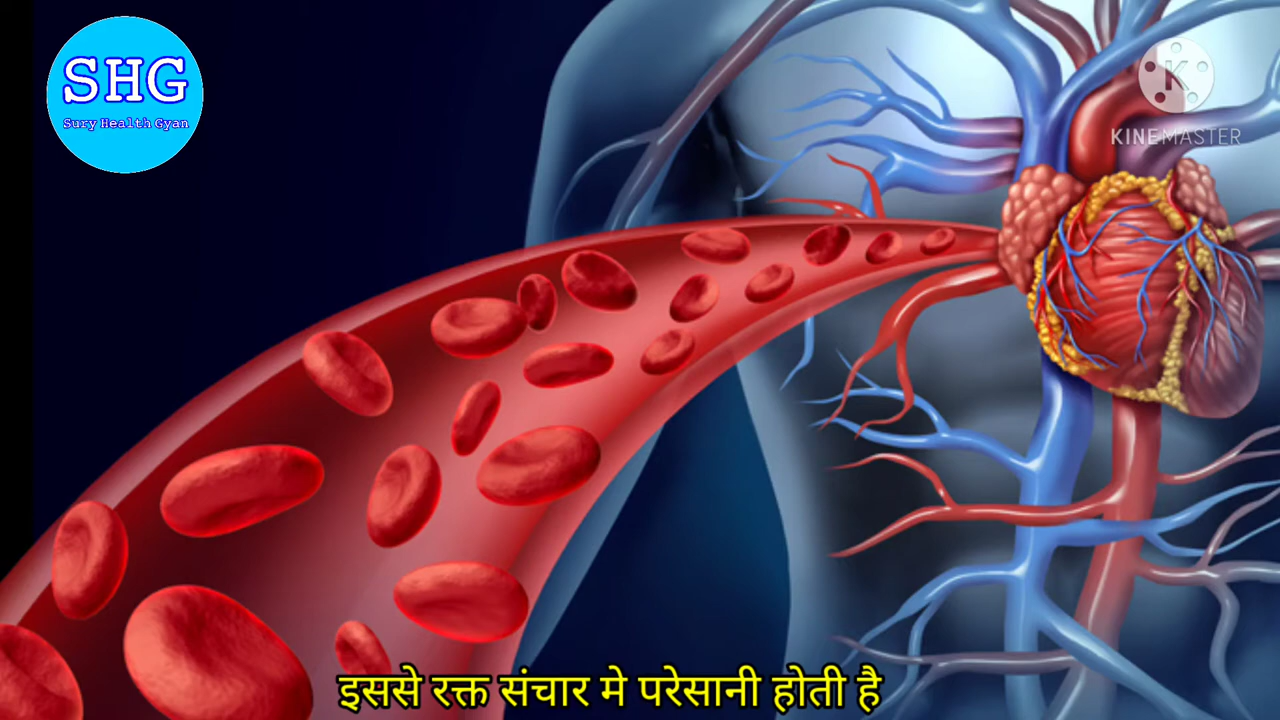 SHG
Sury Health Gyan
K
KINEMASTER
इससे रक्त संचार मे परेसानी होती है